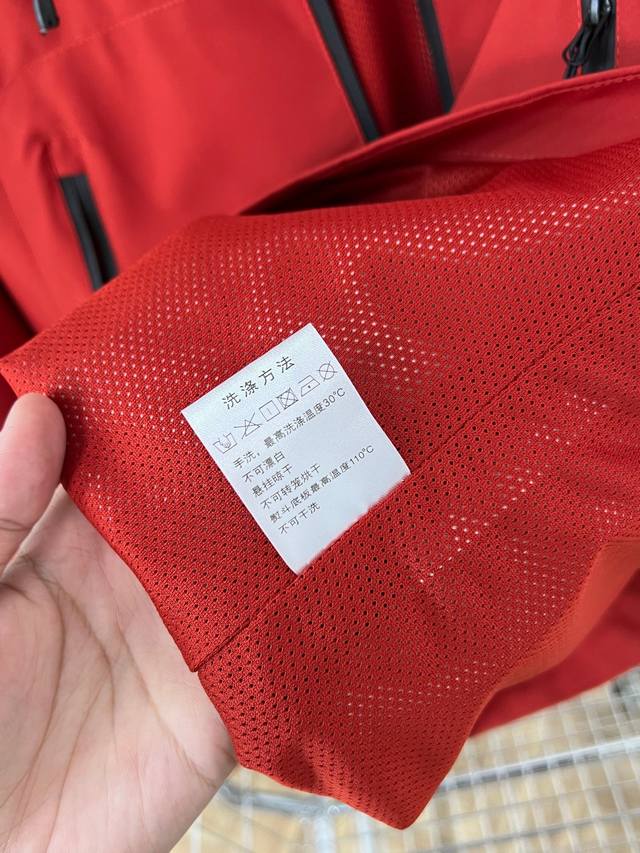 洗涤方法
手洗，最高洗涤温度30℃
不可漂白
悬挂晾干
不可转笼烘干
熨斗底板最高温度110℃
不可干洗